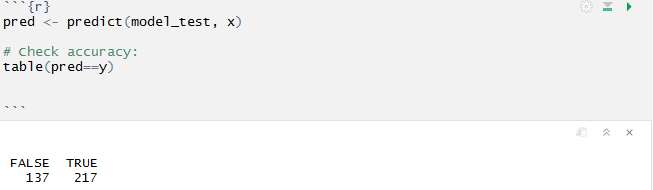 ```{r}
pred <- predict(model_test, x)
# Check accuracy:
table(pred==y)
```
FALSE TRUE
137 217